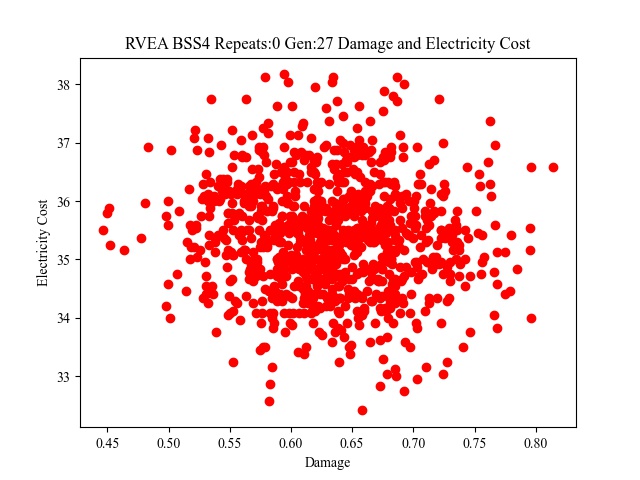 RVEA BSS4 Repeats:0 Gen:27 Damage and Electricity Cost
38
37
36
35
34
33
Electricity Cost
0.45 0.50 0.55 0.60 0.65 0.70 0.75 0.80
Damage